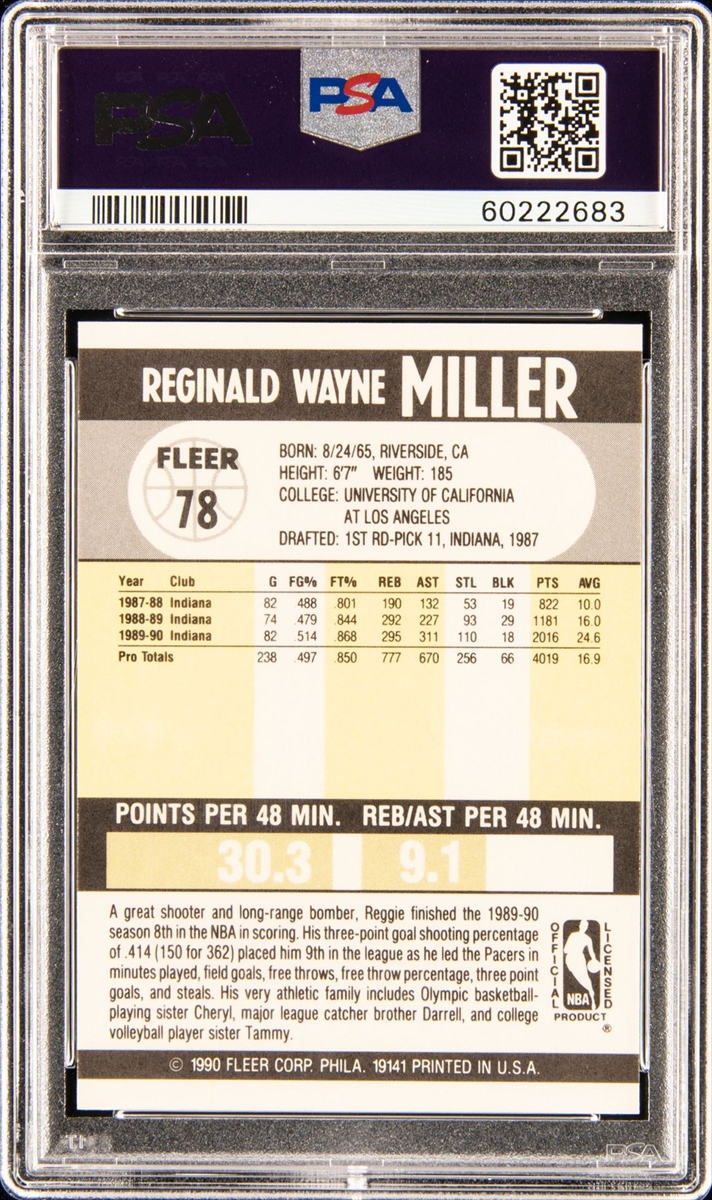 PSA
PSA
60222683
REGINALD WAYNE MILLER
FLEER
78
BORN: 8/24/65, RIVERSIDE, CA
HEIGHT: 6'7" WEIGHT: 185
COLLEGE: UNIVERSITY OF CALIFORNIA
AT LOS ANGELES
DRAFTED: 1ST RD-PICK 11, INDIANA, 1987
Year Club G FG% FT% REB AST STL BLK PTS AVG
1987-88 Indiana 82 .488 .801 190 132 53 19 822 10.0
1988-89 Indiana 74 .479 .844 292 227 93 29 1181 16.0
1989-90 Indiana 82 .514 .868 295 311 110 18 2016 24.6
Pro Totals 238 .497 .850 777 670 256 66 4019 16.9
POINTS PER 48 MIN. REB/AST PER 48 MIN.
30.3 9.1
A great shooter and long-range bomber, Reggie finished the 1989-90
season 8th in the NBA in scoring. His three-point goal shooting percentage
of .414 (150 for 362) placed him 9th in the league as he led the Pacers in
minutes played, field goals, free throws, free throw percentage, three point
goals, and steals. His very athletic family includes Olympic basketball-
playing sister Cheryl, major league catcher brother Darrell, and college
volleyball player sister Tammy.
OFFICIAL
LICENSED
NBA
PRODUCT
®
© 1990 FLEER CORP. PHILA. 19141 PRINTED IN U.S.A.
PSA